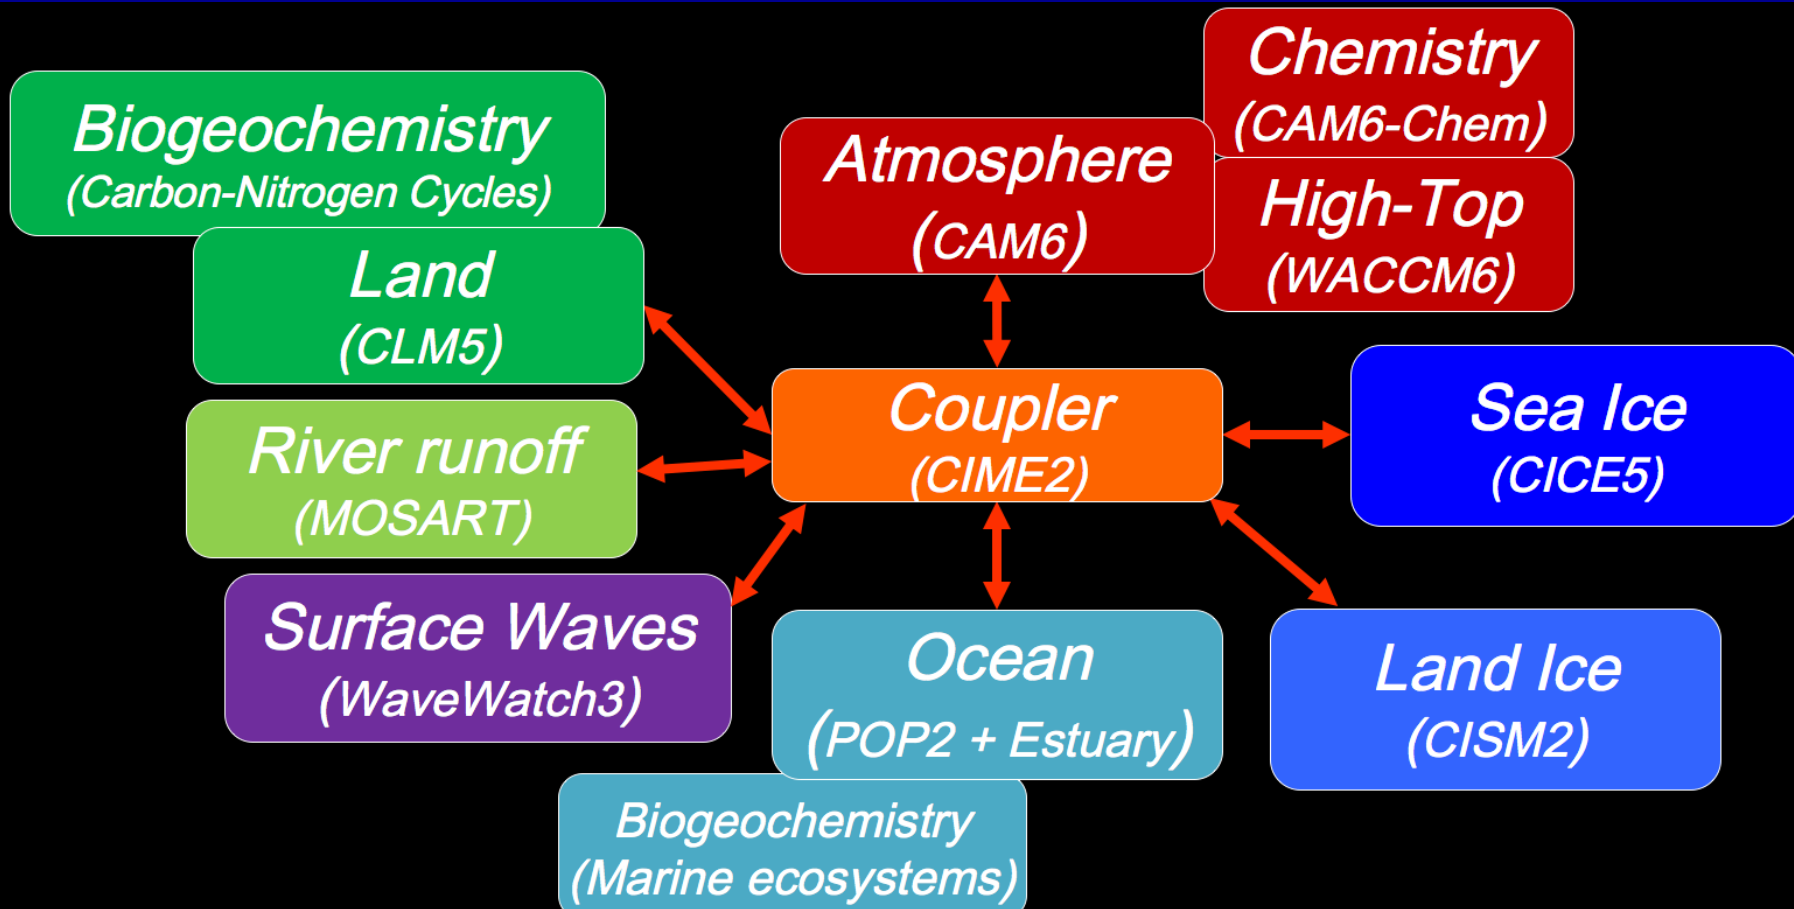 Biogeochemistry
(Carbon-Nitrogen Cycles)
Land
(CLM5)
River runoff
(MOSART)
Surface Waves
(WaveWatch3)
Atmosphere
(CAM6)
Chemistry
(CAM6-Chem)
High-Top
(WACCM6)
Coupler
(CIME2)
Sea Ice
(CICE5)
Ocean
(POP2 + Estuary)
Biogeochemistry
(Marine ecosystems)
Land Ice
(CISM2)